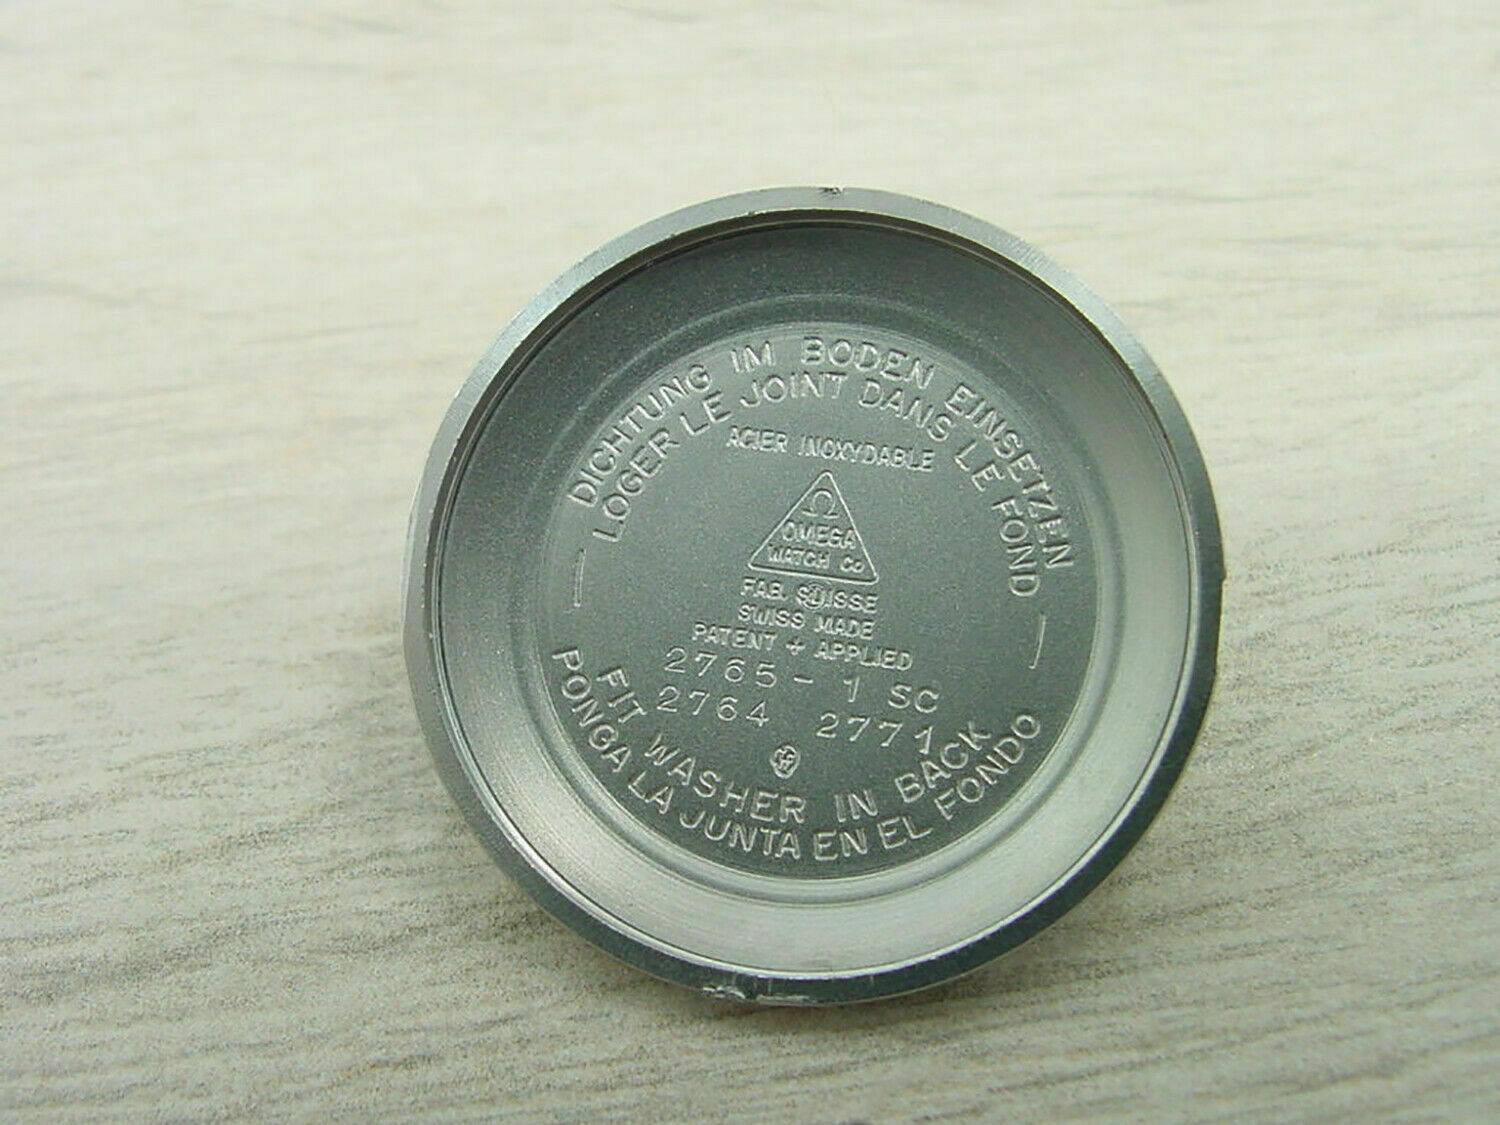 DICHTUNG IM BODEN EINSETZEN
LOGER LE JOINT DANS LE FOND
ACIER INOXYDABLE
Ω
OMEGA
WATCH Co
FAB. SUISSE
SWISS MADE
PATENT + APPLIED
2765 - 1 SC
2764 2771
FIT WASHER IN BACK
PONGA LA JUNTA EN EL FONDO